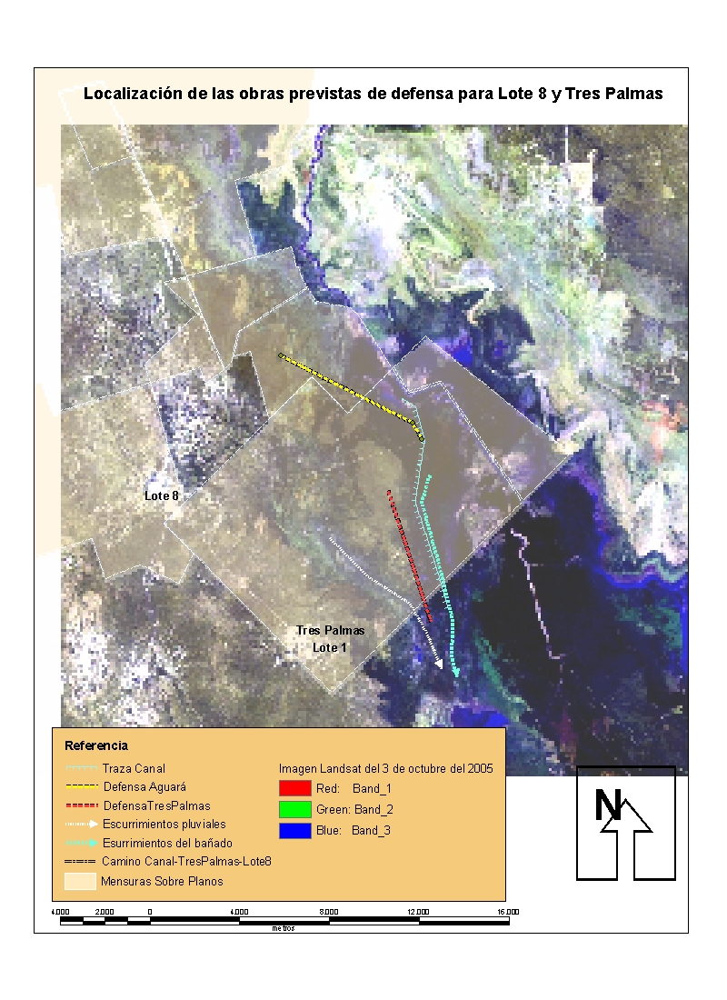 Localización de las obras previstas de defensa para Lote 8 y Tres Palmas
Lote 8
Tres Palmas
Lote 1
Referencia
Traza Canal
Defensa Aguará
DefensaTresPalmas
Escurrimientos pluviales
Esurrimientos del bañado
Camino Canal-TresPalmas-Lote8
Mensuras Sobre Planos
Imagen Landsat del 3 de octubre del 2005
Red: Band_1
Green: Band_2
Blue: Band_3
N
4.000 2.000 0 4.000 8.000 12.000 16.000
metros